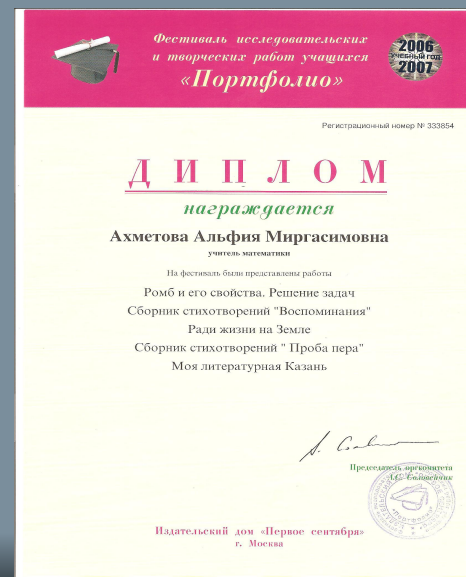 Фестиваль исследовательских
и творческих работ учащихся
«Портфолио»
2006
УЧЕБНЫЙ ГОД
2007
Регистрационный номер № 333854
ДИПЛОМ
награждается
Ахметова Альфия Миргасимовна
учитель математики
На фестиваль были представлены работы
Ромб и его свойства. Решение задач
Сборник стихотворений "Воспоминания"
Ради жизни на Земле
Сборник стихотворений " Проба пера"
Моя литературная Казань
Председатель оргкомитета
А.С. Соловейчик
"Портфолио"
Издательский дом «Первое сентября»
г. Москва